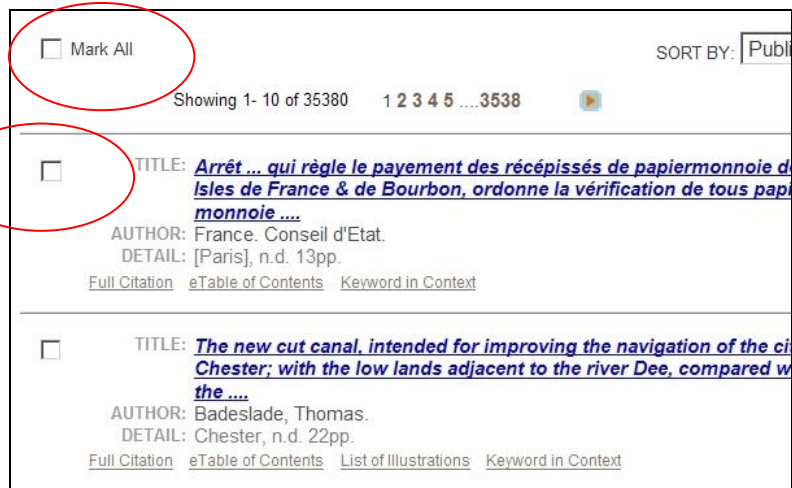 Mark All
SORT BY: Publi
Showing 1- 10 of 35380 1 2 3 4 5 ....3538
TITLE: Arrêt ... qui règle le payement des récépissés de papiermonnoie d
Isles de France & de Bourbon, ordonne la vérification de tous papi
monnoie ....
AUTHOR: France. Conseil d'Etat.
DETAIL: [Paris], n.d. 13pp.
Full Citation eTable of Contents Keyword in Context
TITLE: The new cut canal, intended for improving the navigation of the ci
Chester; with the low lands adjacent to the river Dee, compared w
the ....
AUTHOR: Badeslade, Thomas.
DETAIL: Chester, n.d. 22pp.
Full Citation eTable of Contents List of Illustrations Keyword in Context